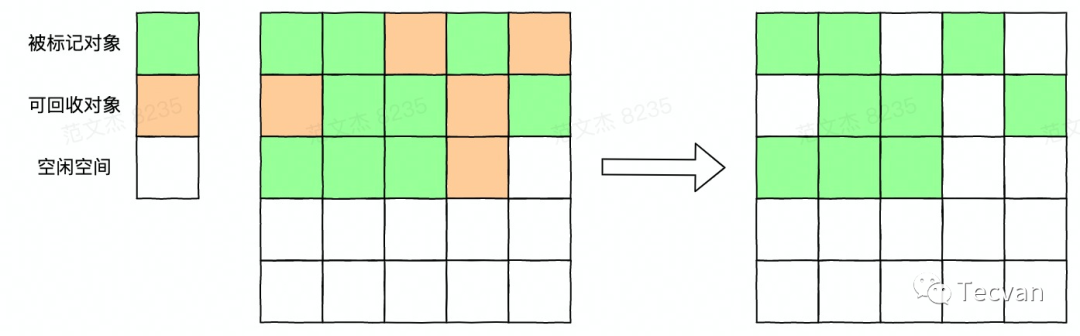 被标记对象
可回收对象
空闲空间
范文杰 8235
范文杰 8235
范文杰 8235
范文杰 8235
范文杰
Tecvan